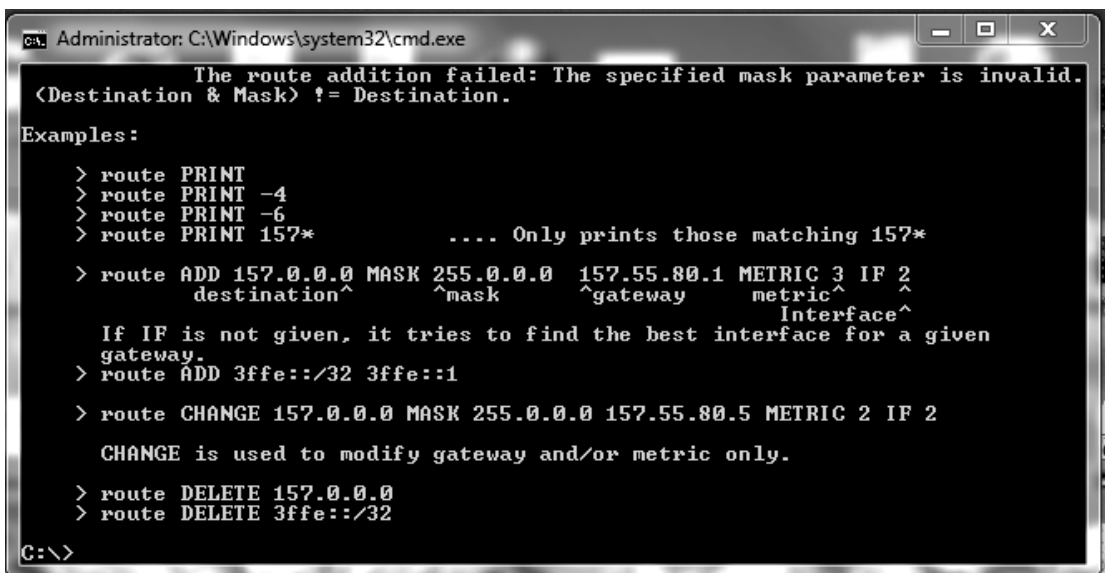 Administrator: C:\Windows\system32\cmd.exe
The route addition failed: The specified mask parameter is invalid.
(Destination & Mask) != Destination.
Examples:
> route PRINT
> route PRINT -4
> route PRINT -6
> route PRINT 157* .... Only prints those matching 157*
> route ADD 157.0.0.0 MASK 255.0.0.0 157.55.80.1 METRIC 3 IF 2
destination^ ^mask ^gateway metric^ ^
Interface^
If IF is not given, it tries to find the best interface for a given
gateway.
> route ADD 3ffe::/32 3ffe::1
> route CHANGE 157.0.0.0 MASK 255.0.0.0 157.55.80.5 METRIC 2 IF 2
CHANGE is used to modify gateway and/or metric only.
> route DELETE 157.0.0.0
> route DELETE 3ffe::/32
C:\>